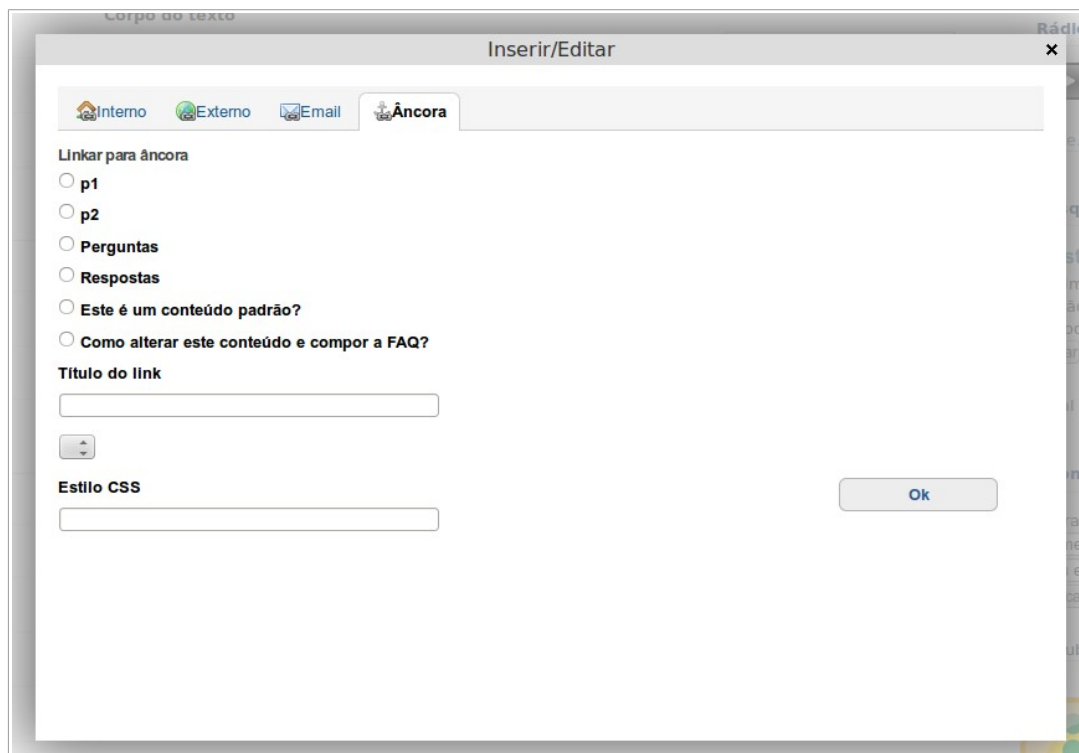 Corpo do texto
Inserir/Editar
Interno Externo Email Âncora
Linkar para âncora
p1
p2
Perguntas
Respostas
Este é um conteúdo padrão?
Como alterar este conteúdo e compor a FAQ?
Título do link
Estilo CSS
Ok